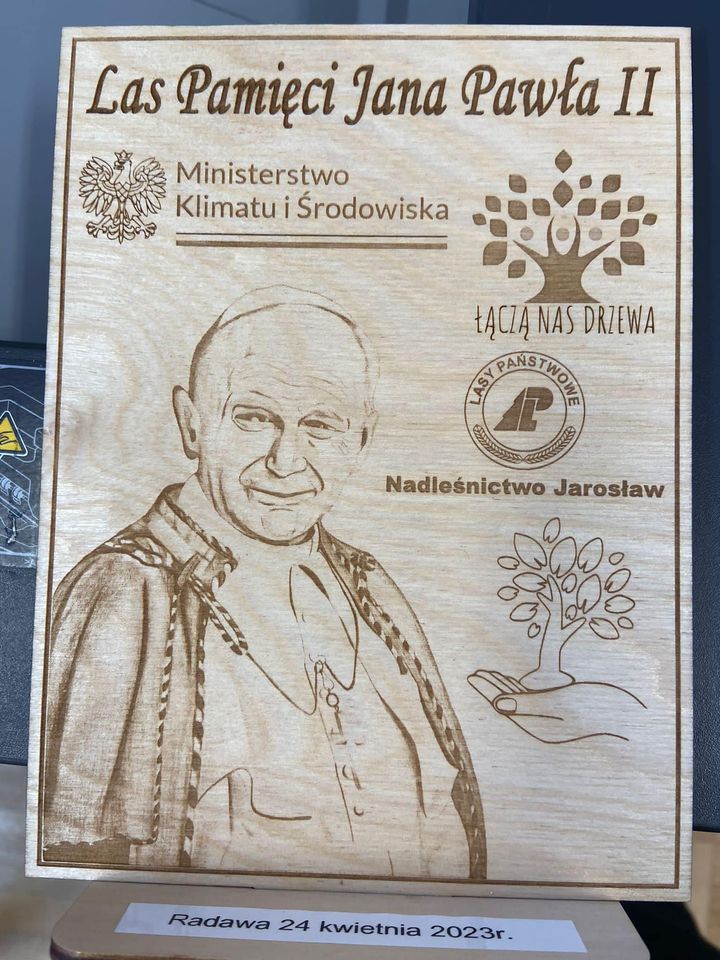 Las Pamięci Jana Pawła II
Ministerstwo
Klimatu i Środowiska
ŁĄCZĄ NAS DRZEWA
LASY PAŃSTWOWE
Nadleśnictwo Jarosław
Radawa 24 kwietnia 2023r.